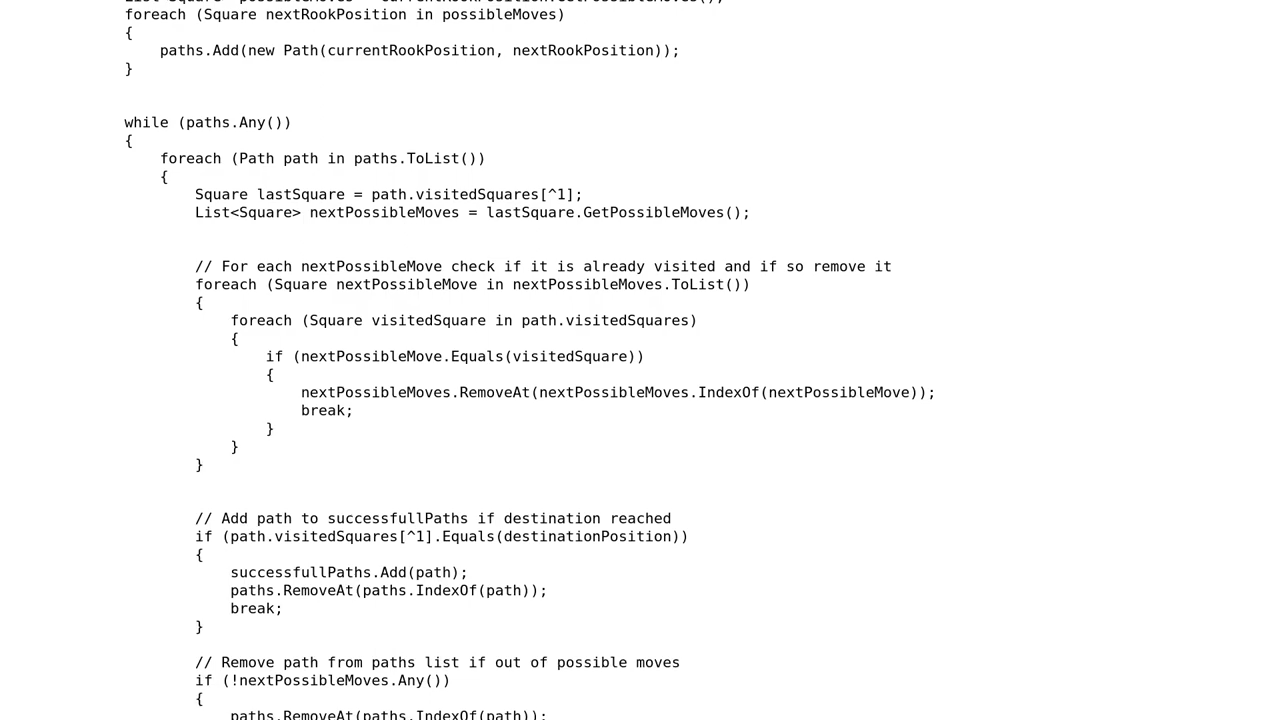 foreach (Square nextRookPosition in possibleMoves)
{
paths.Add(new Path(currentRookPosition, nextRookPosition));
}
while (paths.Any())
{
foreach (Path path in paths.ToList())
{
Square lastSquare = path.visitedSquares[^1];
List<Square> nextPossibleMoves = lastSquare.GetPossibleMoves();
// For each nextPossibleMove check if it is already visited and if so remove it
foreach (Square nextPossibleMove in nextPossibleMoves.ToList())
{
foreach (Square visitedSquare in path.visitedSquares)
{
if (nextPossibleMove.Equals(visitedSquare))
{
nextPossibleMoves.RemoveAt(nextPossibleMoves.IndexOf(nextPossibleMove));
break;
}
}
}
// Add path to successfullPaths if destination reached
if (path.visitedSquares[^1].Equals(destinationPosition))
{
successfullPaths.Add(path);
paths.RemoveAt(paths.IndexOf(path));
break;
}
// Remove path from paths list if out of possible moves
if (!nextPossibleMoves.Any())
{
paths.RemoveAt(paths.IndexOf(path));